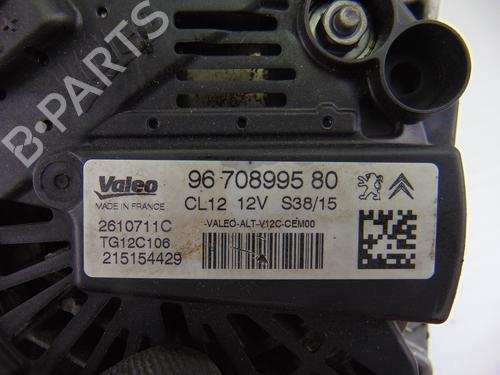 B-PARTS
Valeo
MADE IN FRANCE
96 708995 80
CL12 12V S38/15
2610711C
TG12C106
215154429
-VALEO-ALT-V12C-CEM00